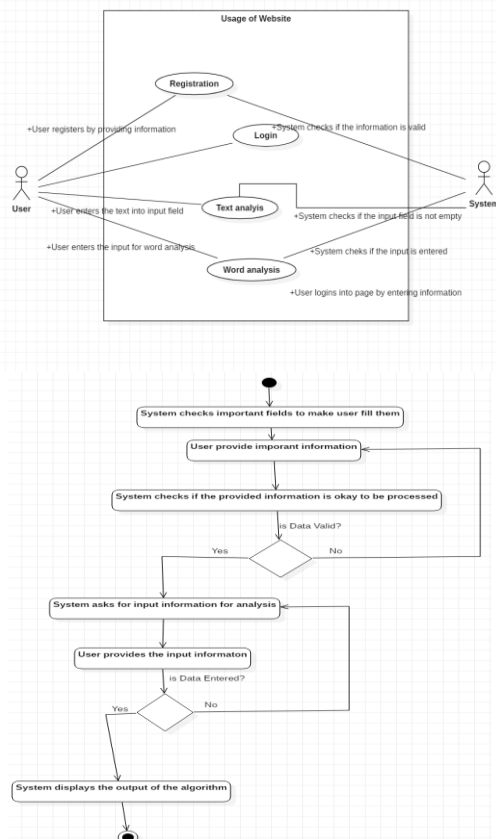 Usage of Website
Registration
+User registers by providing information
+System checks if the information is valid
Login
User
System
Text analyis
+User enters the text into input field
+System checks if the input field is not empty
+User enters the input for word analysis
+System cheks if the input is entered
Word analysis
+User logins into page by entering information
System checks important fields to make user fill them
User provide imporant information
System checks if the provided information is okay to be processed
is Data Valid?
Yes
No
System asks for input information for analysis
User provides the input informaton
is Data Entered?
Yes
No
System displays the output of the algorithm